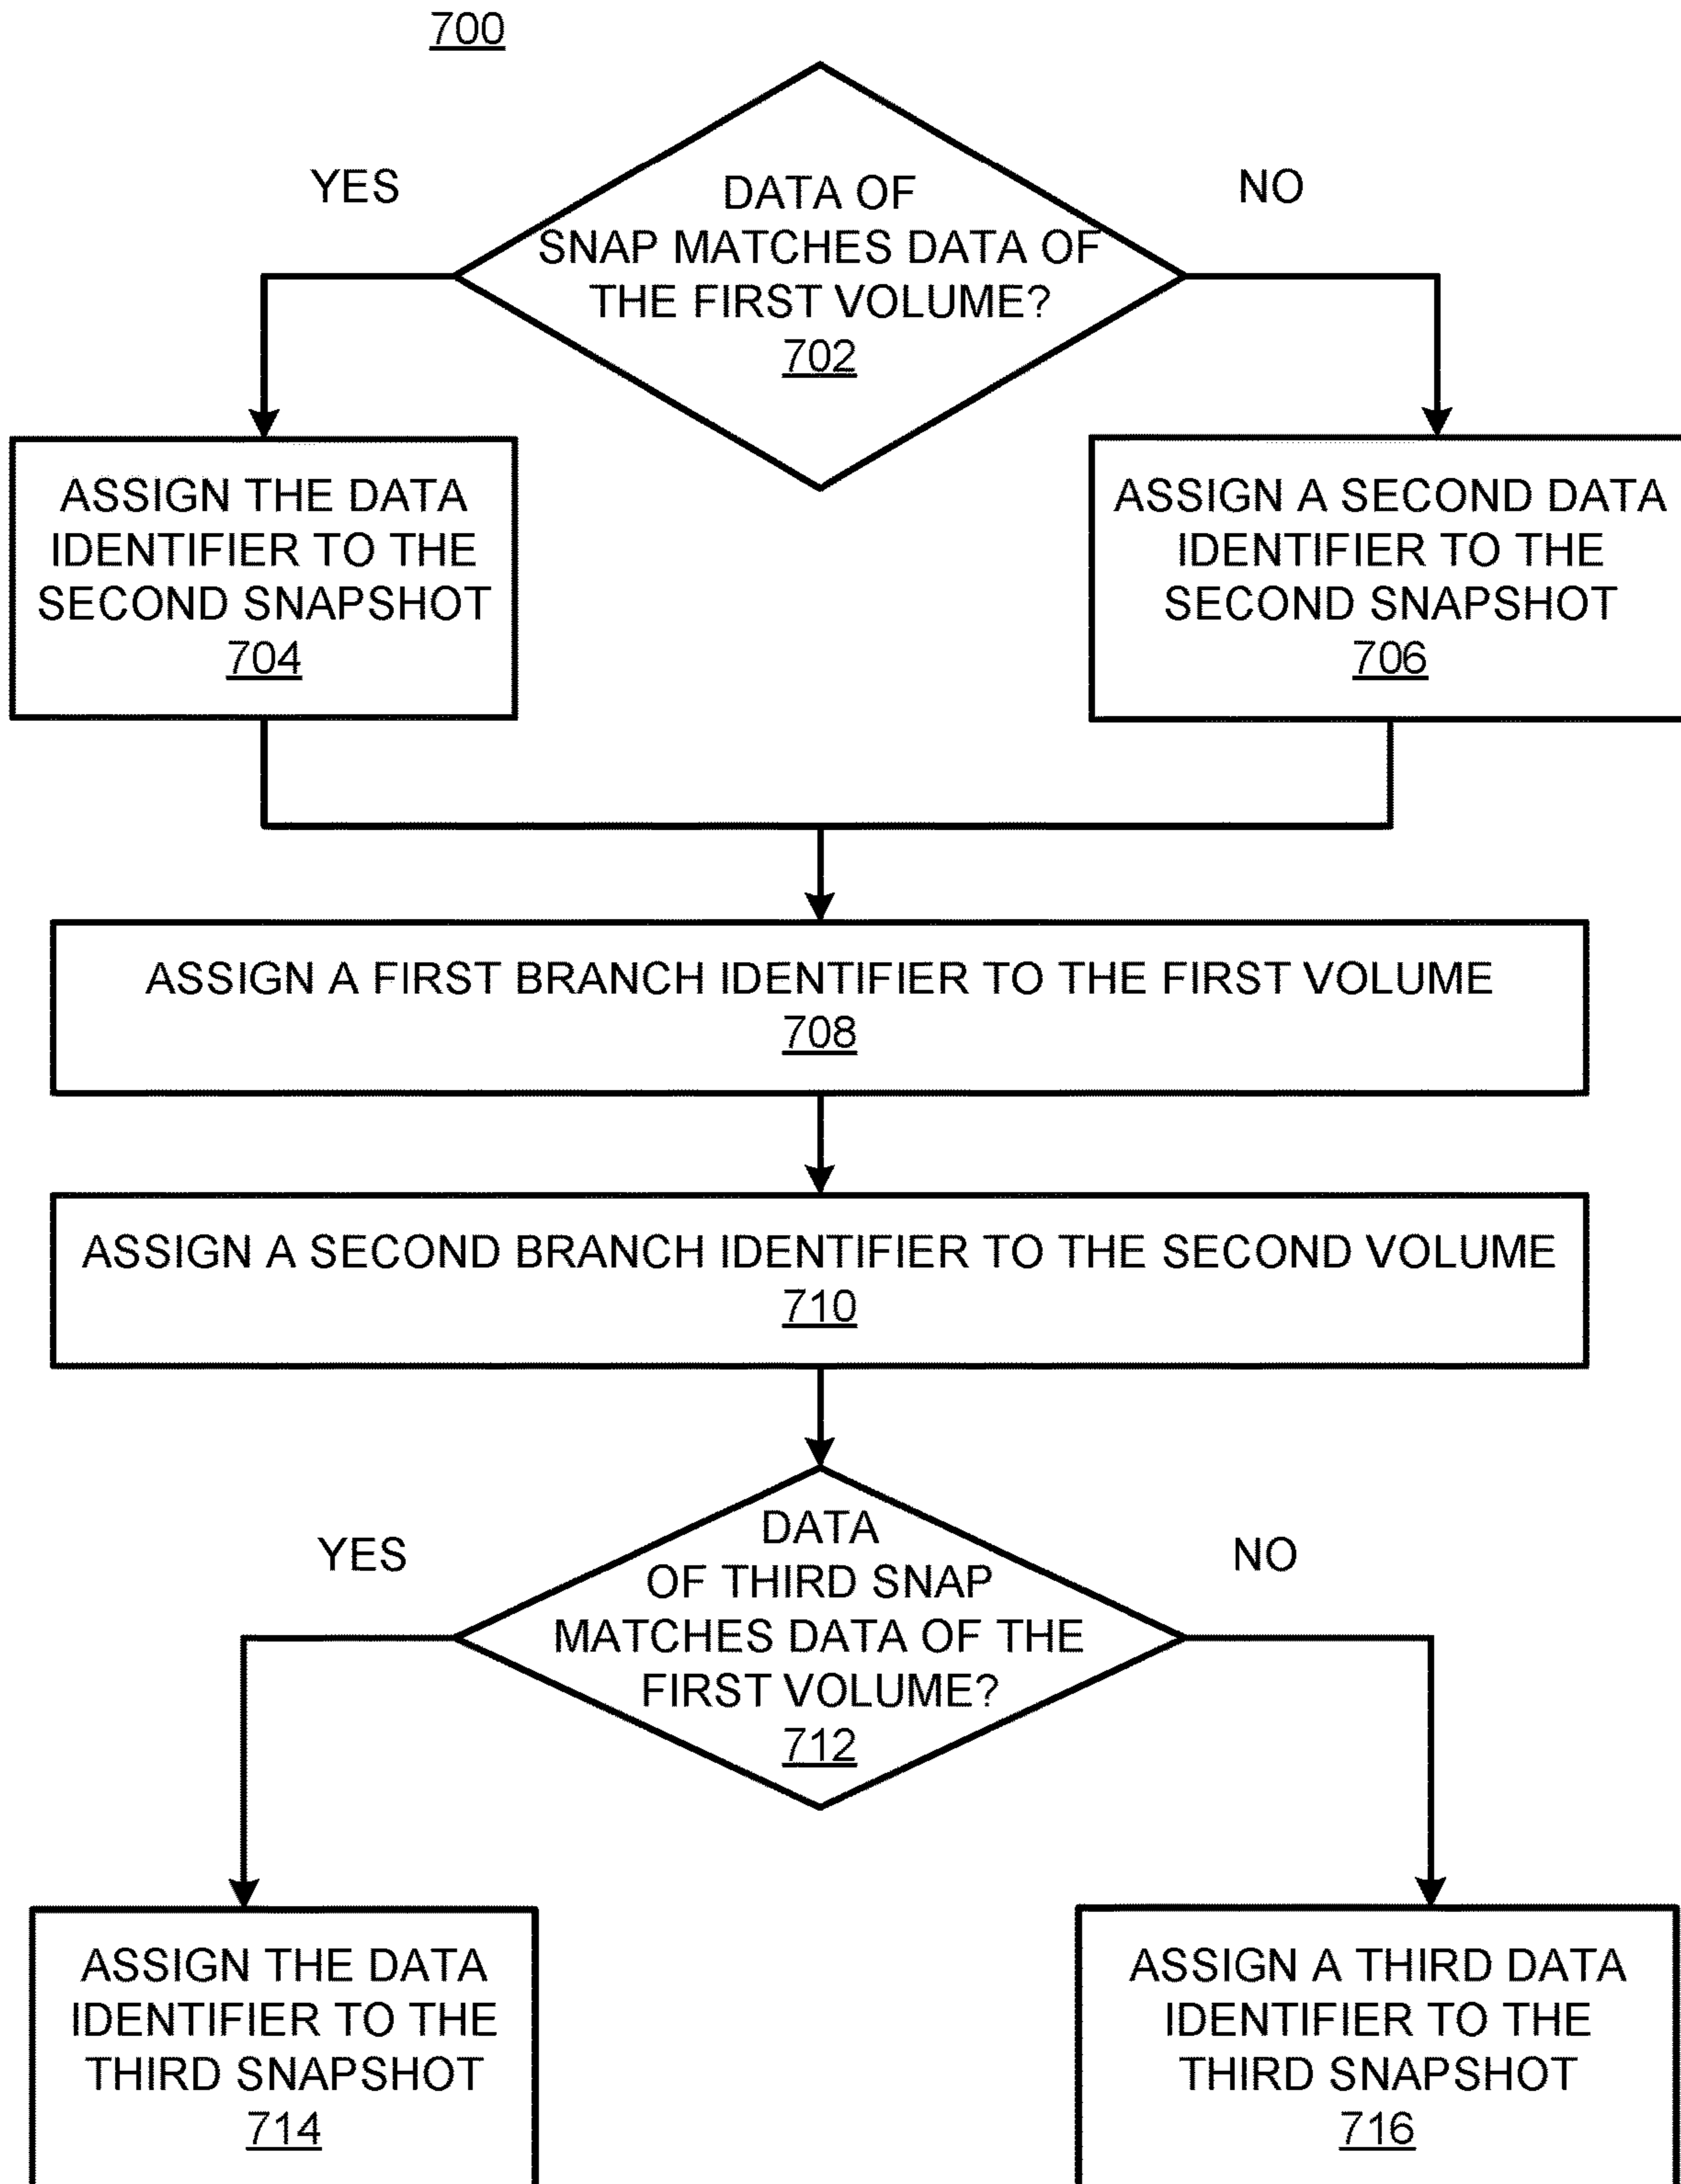 700
YES
NO
DATA OF
SNAP MATCHES DATA OF
THE FIRST VOLUME?
702
ASSIGN THE DATA
IDENTIFIER TO THE
SECOND SNAPSHOT
704
ASSIGN A SECOND DATA
IDENTIFIER TO THE
SECOND SNAPSHOT
706
ASSIGN A FIRST BRANCH IDENTIFIER TO THE FIRST VOLUME
708
ASSIGN A SECOND BRANCH IDENTIFIER TO THE SECOND VOLUME
710
YES
NO
DATA
OF THIRD SNAP
MATCHES DATA OF THE
FIRST VOLUME?
712
ASSIGN THE DATA
IDENTIFIER TO THE
THIRD SNAPSHOT
714
ASSIGN A THIRD DATA
IDENTIFIER TO THE
THIRD SNAPSHOT
716